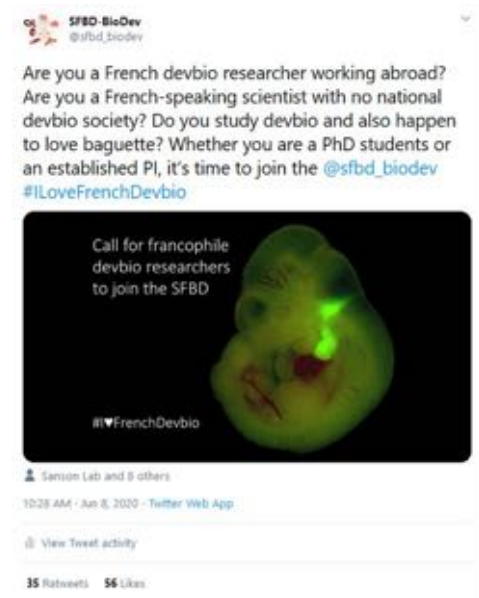 SFBD-BioDev
@sfbd_biodev
Are you a French devbio researcher working abroad?
Are you a French-speaking scientist with no national
devbio society? Do you study devbio and also happen
to love baguette? Whether you are a PhD students or
an established PI, it's time to join the @sfbd_biodev
#ILoveFrenchDevbio
Call for francophile
devbio researchers
to join the SFBD
#I♥FrenchDevbio
Sanson Lab and 8 others
10:28 AM · Jun 8, 2020 · Twitter Web App
View Tweet activity
35 Retweets 56 Likes